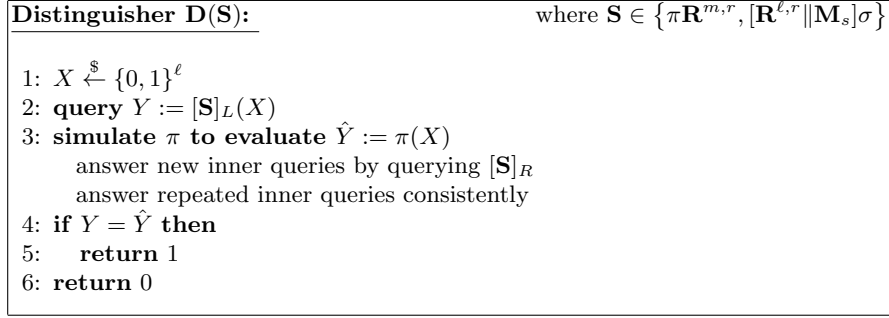 Distinguisher D(S): where S ∈ {πR^{m,r}, [R^{ℓ,r}‖M_s]σ}
1: X ←$ {0, 1}^ℓ
2: query Y := [S]_L(X)
3: simulate π to evaluate Ŷ := π(X)
answer new inner queries by querying [S]_R
answer repeated inner queries consistently
4: if Y = Ŷ then
5: return 1
6: return 0